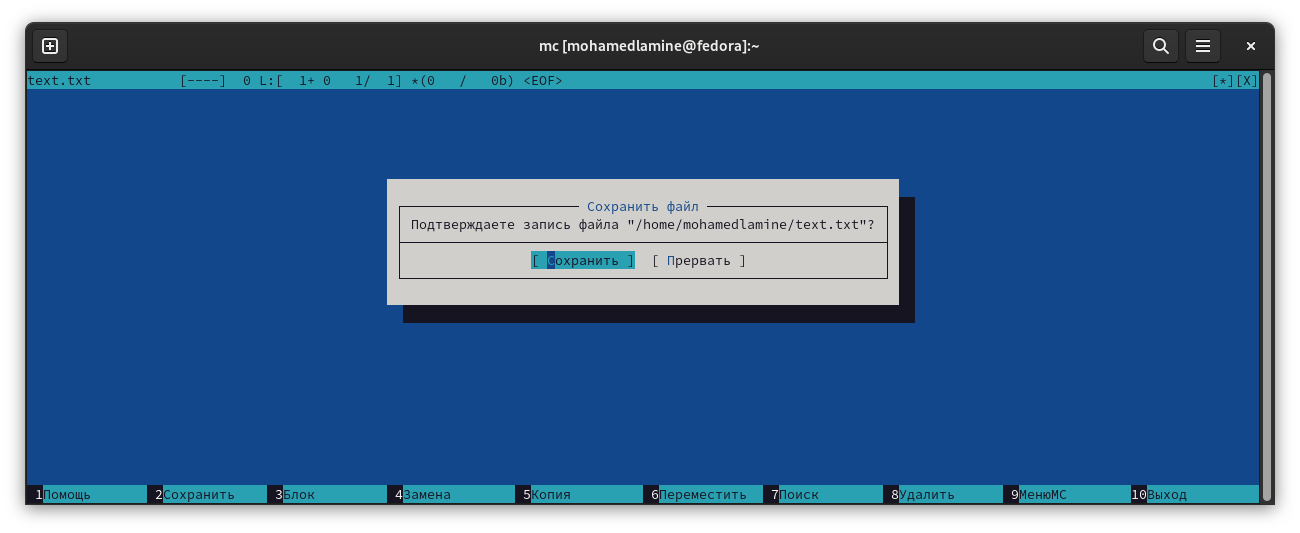 mc [mohamedlamine@fedora]:~
text.txt [----] 0 L:[ 1+ 0 1/ 1] *(0 / 0b) <EOF> [*][X]
Сохранить файл
Подтверждаете запись файла "/home/mohamedlamine/text.txt"?
[ Сохранить ] [ Прервать ]
1Помощь 2Сохранить 3Блок 4Замена 5Копия 6Переместить 7Поиск 8Удалить 9МенюMC 10Выход